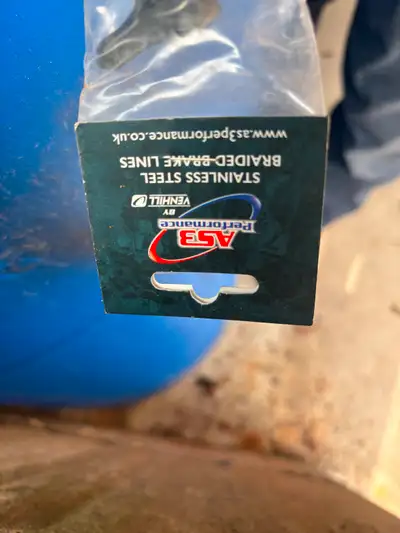 AS3
Performance
BY VENHILL
STAINLESS STEEL
BRAIDED BRAKE LINES
www.as3performance.co.uk